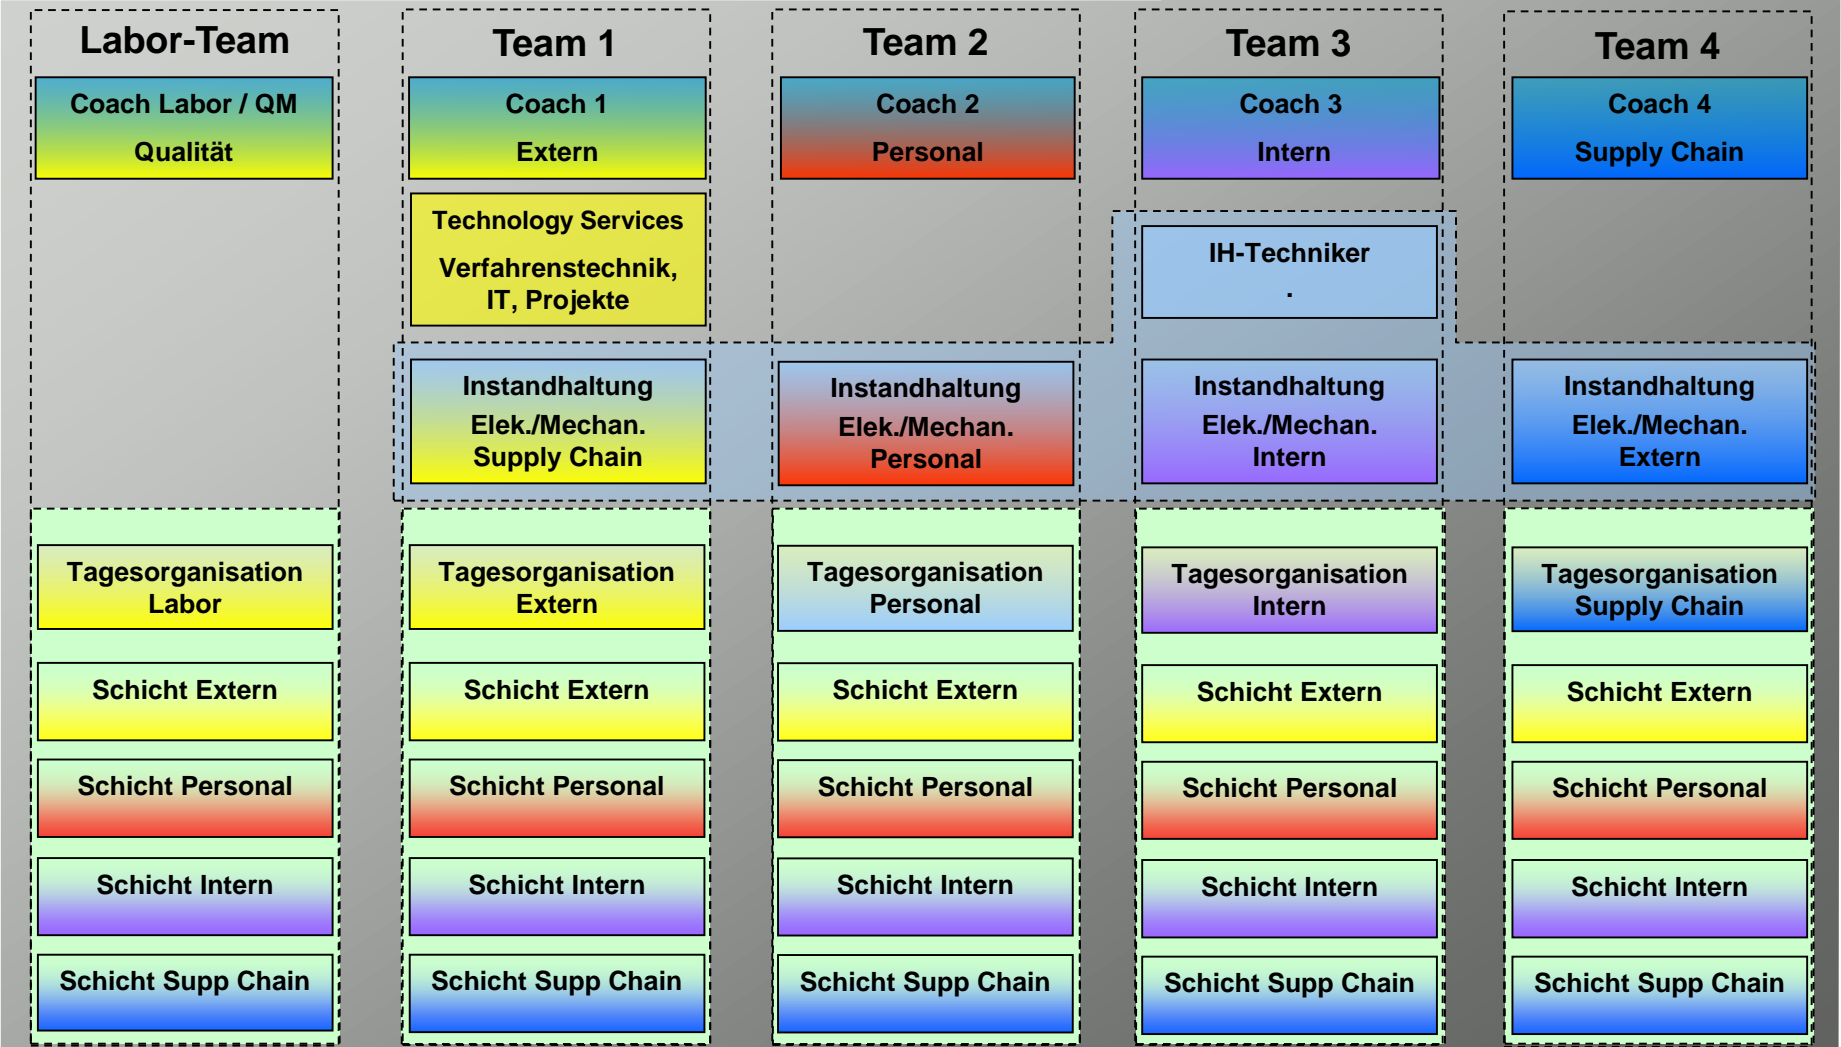 Labor-Team
Team 1
Team 2
Team 3
Team 4
Coach Labor / QM
Qualität
Coach 1
Extern
Coach 2
Personal
Coach 3
Intern
Coach 4
Supply Chain
Technology Services
Verfahrenstechnik,
IT, Projekte
IH-Techniker
.
Instandhaltung
Elek./Mechan.
Supply Chain
Instandhaltung
Elek./Mechan.
Personal
Instandhaltung
Elek./Mechan.
Intern
Instandhaltung
Elek./Mechan.
Extern
Tagesorganisation
Labor
Tagesorganisation
Extern
Tagesorganisation
Personal
Tagesorganisation
Intern
Tagesorganisation
Supply Chain
Schicht Extern
Schicht Extern
Schicht Extern
Schicht Extern
Schicht Extern
Schicht Personal
Schicht Personal
Schicht Personal
Schicht Personal
Schicht Personal
Schicht Intern
Schicht Intern
Schicht Intern
Schicht Intern
Schicht Intern
Schicht Supp Chain
Schicht Supp Chain
Schicht Supp Chain
Schicht Supp Chain
Schicht Supp Chain